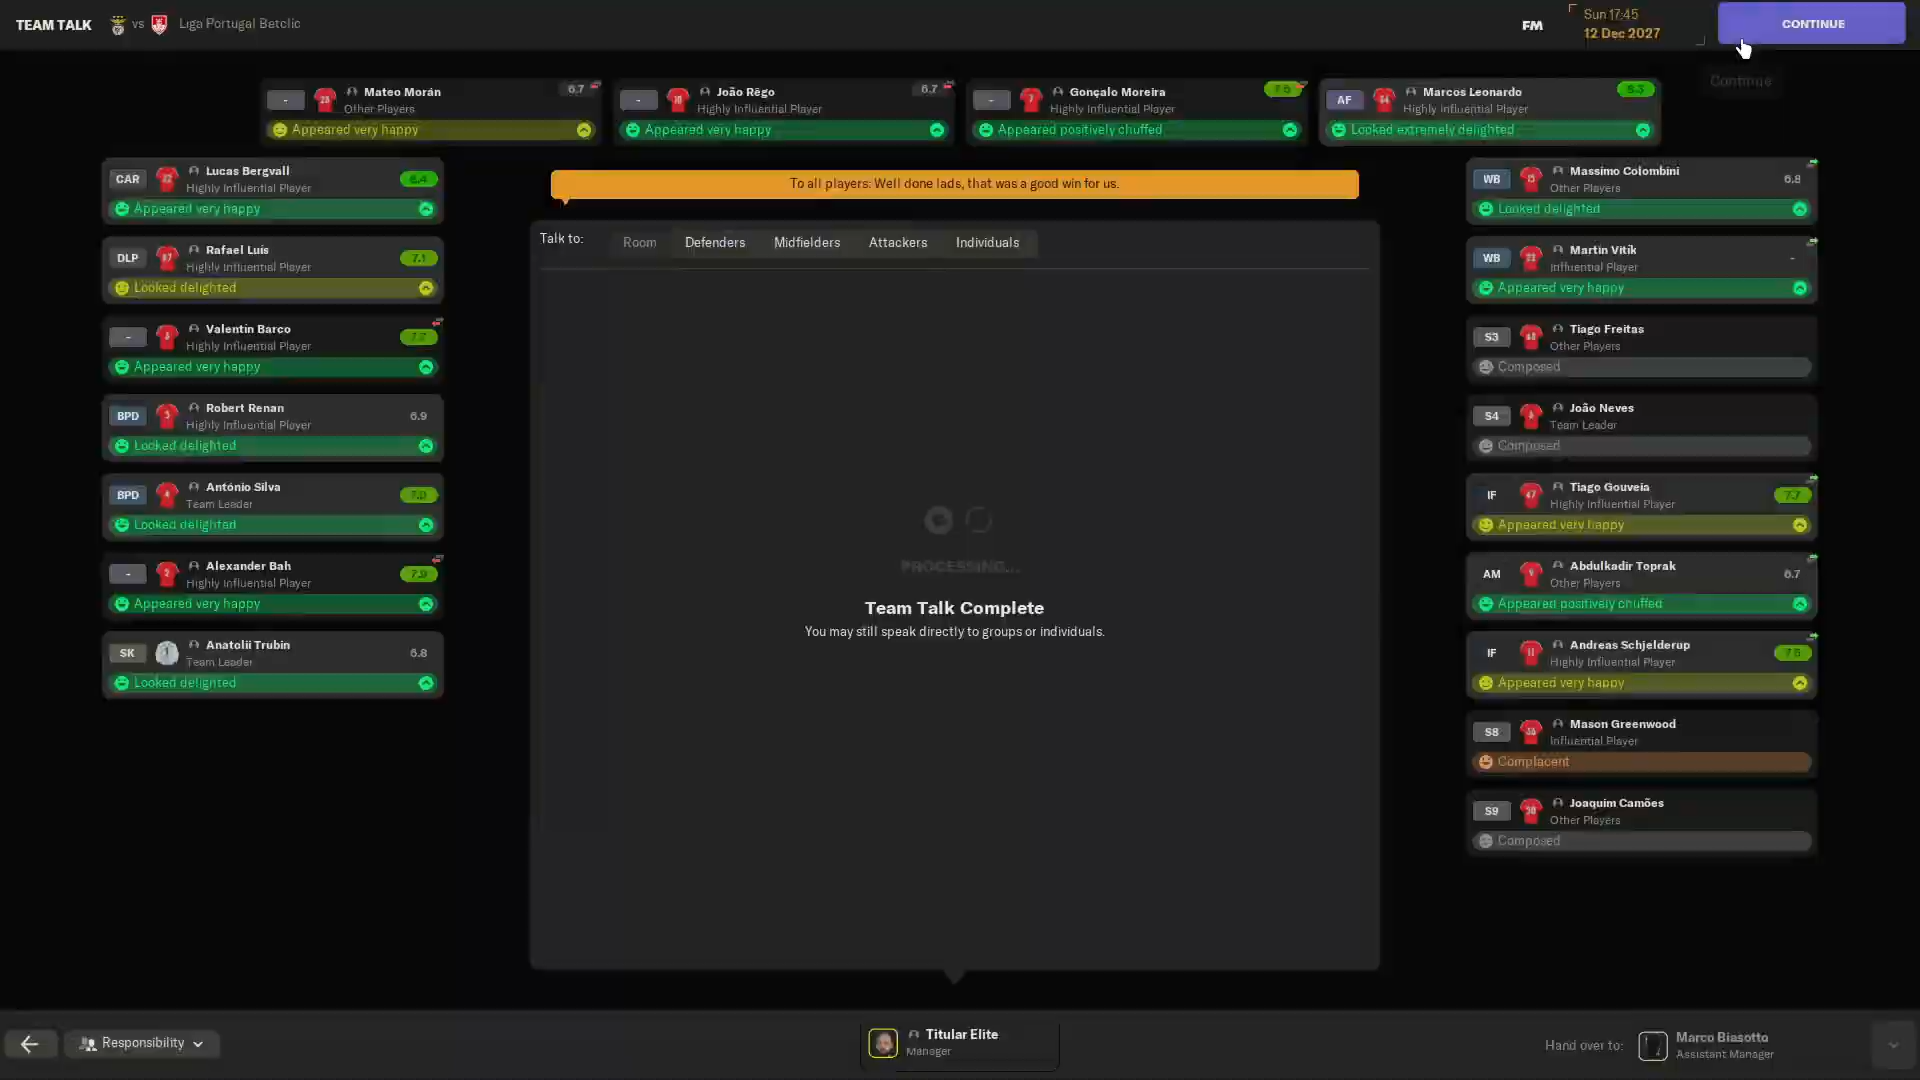 TEAM TALK vs Liga Portugal Betclic
FM
Sun 17:45
12 Dec 2027
CONTINUE
Continue
- Mateo Morán 6.7
Other Players
Appeared very happy
- João Rêgo 6.7
Highly Influential Player
Appeared very happy
- Gonçalo Moreira
Highly Influential Player
Appeared positively chuffed
AF Marcos Leonardo 8.3
Highly Influential Player
Looked extremely delighted
CAR Lucas Bergvall
Highly Influential Player
Appeared very happy
DLP Rafael Luís 7.1
Highly Influential Player
Looked delighted
- Valentín Barco
Highly Influential Player
Appeared very happy
BPD Robert Renan 6.9
Highly Influential Player
Looked delighted
BPD António Silva
Team Leader
Looked delighted
- Alexander Bah
Highly Influential Player
Appeared very happy
SK Anatolii Trubin 6.8
Team Leader
Looked delighted
To all players: Well done lads, that was a good win for us.
Talk to: Room Defenders Midfielders Attackers Individuals
PROCESSING...
Team Talk Complete
You may still speak directly to groups or individuals.
WB Massimo Colombini 6.8
Other Players
Looked delighted
WB Martin Vitík -
Influential Player
Appeared very happy
S3 Tiago Freitas
Other Players
Composed
S4 João Neves
Team Leader
Composed
IF Tiago Gouveia 7.7
Highly Influential Player
Appeared very happy
AM Abdulkadir Toprak 6.7
Other Players
Appeared positively chuffed
IF Andreas Schjelderup
Highly Influential Player
Appeared very happy
S8 Mason Greenwood
Influential Player
Complacent
S9 Joaquim Camões
Other Players
Composed
Responsibility
Titular Elite
Manager
Hand over to: Marco Biasotto
Assistant Manager